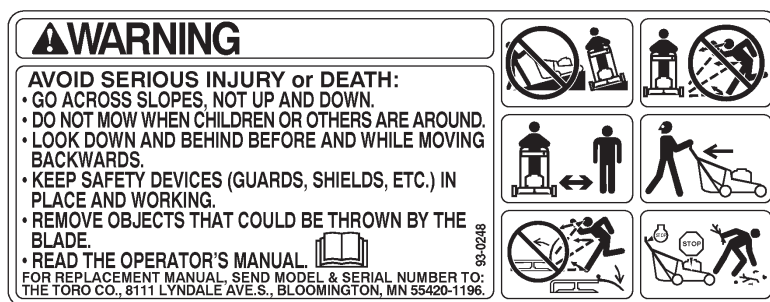 WARNING
AVOID SERIOUS INJURY or DEATH:
• GO ACROSS SLOPES, NOT UP AND DOWN.
• DO NOT MOW WHEN CHILDREN OR OTHERS ARE AROUND.
• LOOK DOWN AND BEHIND BEFORE AND WHILE MOVING
BACKWARDS.
• KEEP SAFETY DEVICES (GUARDS, SHIELDS, ETC.) IN
PLACE AND WORKING.
• REMOVE OBJECTS THAT COULD BE THROWN BY THE
BLADE.
• READ THE OPERATOR'S MANUAL.
FOR REPLACEMENT MANUAL, SEND MODEL & SERIAL NUMBER TO:
THE TORO CO., 8111 LYNDALE AVE.S., BLOOMINGTON, MN 55420-1196.
93-0248
STOP
STOP